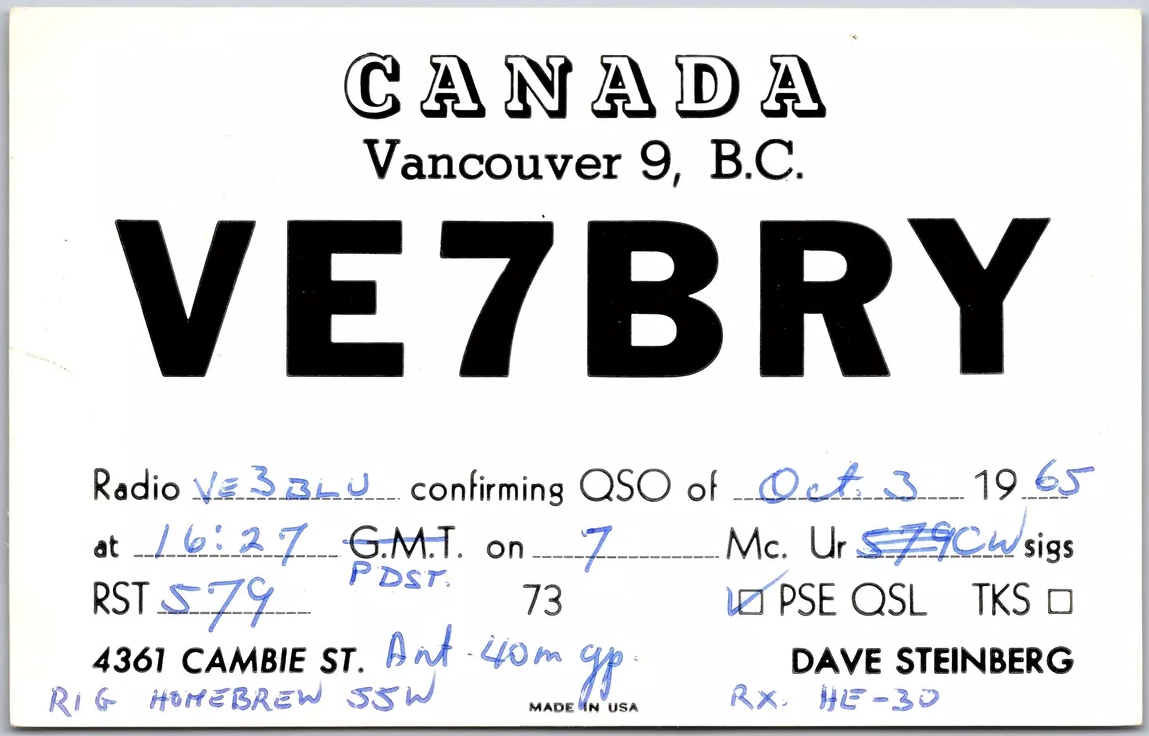 CANADA
Vancouver 9, B.C.
VE7BRY
Radio VE3BLU confirming QSO of Oct. 3 1965
at 16:27 G.M.T. on 7 Mc. Ur 579 CW sigs
PDST.
RST 579 73 PSE QSL TKS
4361 CAMBIE ST. Ant. 40m gp. DAVE STEINBERG
RIG HOMEBREW 55W MADE IN USA RX. HE-30